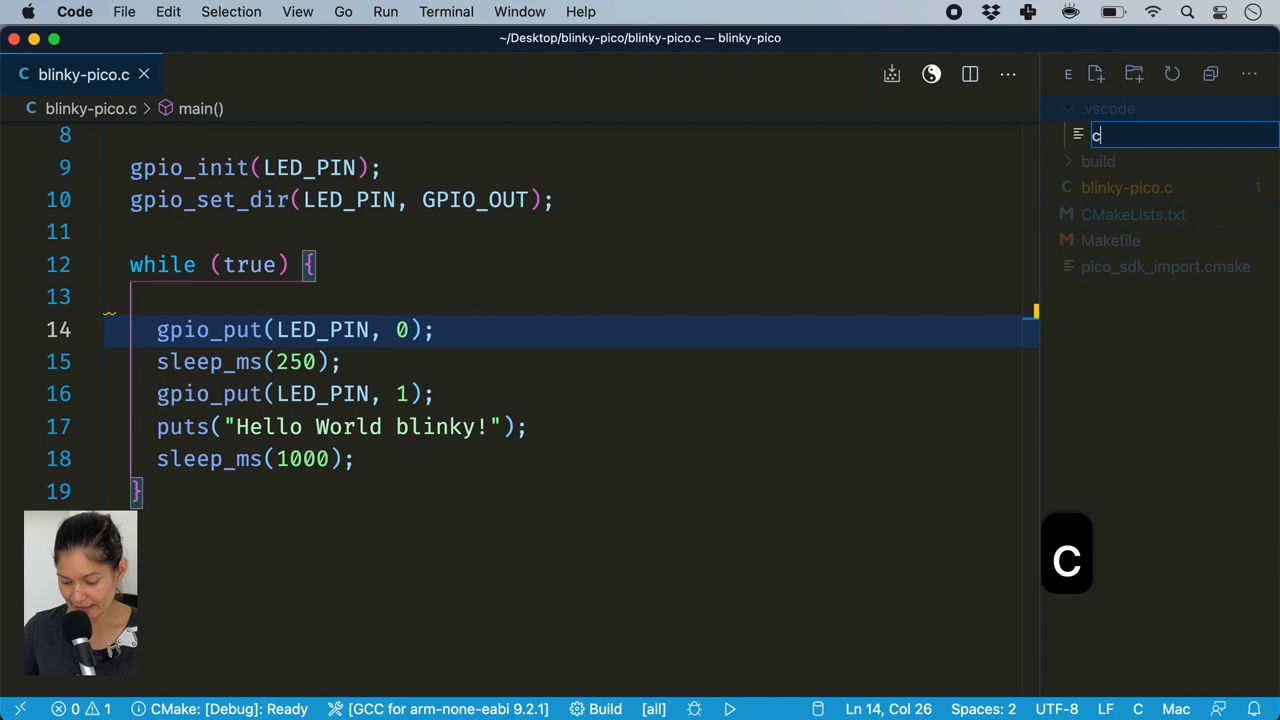 Code File Edit Selection View Go Run Terminal Window Help
~/Desktop/blinky-pico/blinky-pico.c — blinky-pico
C blinky-pico.c
E
C blinky-pico.c > main()
.vscode
c
build
C blinky-pico.c 1
M CMakeLists.txt
M Makefile
pico_sdk_import.cmake
8
9 gpio_init(LED_PIN);
10 gpio_set_dir(LED_PIN, GPIO_OUT);
11
12 while (true) {
13
14 gpio_put(LED_PIN, 0);
15 sleep_ms(250);
16 gpio_put(LED_PIN, 1);
17 puts("Hello World blinky!");
18 sleep_ms(1000);
19 }
C
0 1 CMake: [Debug]: Ready [GCC for arm-none-eabi 9.2.1] Build [all] Ln 14, Col 26 Spaces: 2 UTF-8 LF C Mac